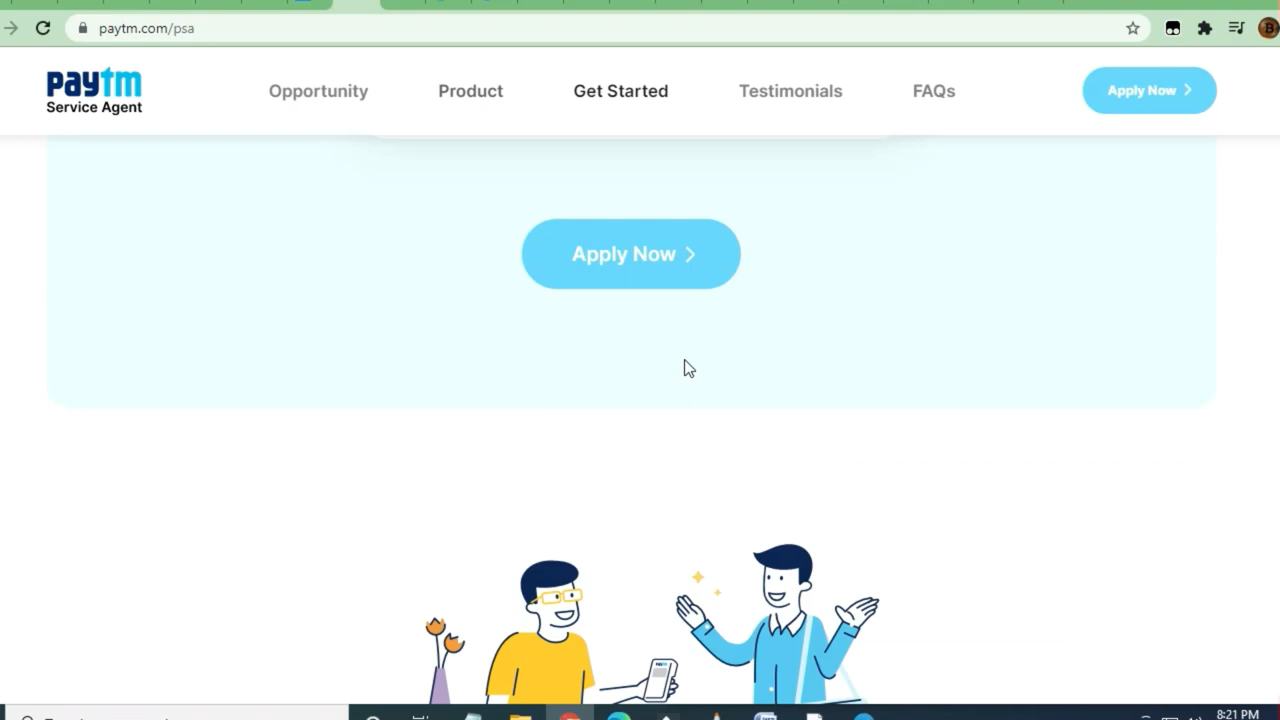 paytm.com/psa
paytm
Service Agent
Opportunity
Product
Get Started
Testimonials
FAQs
Apply Now
Apply Now
8:21 PM